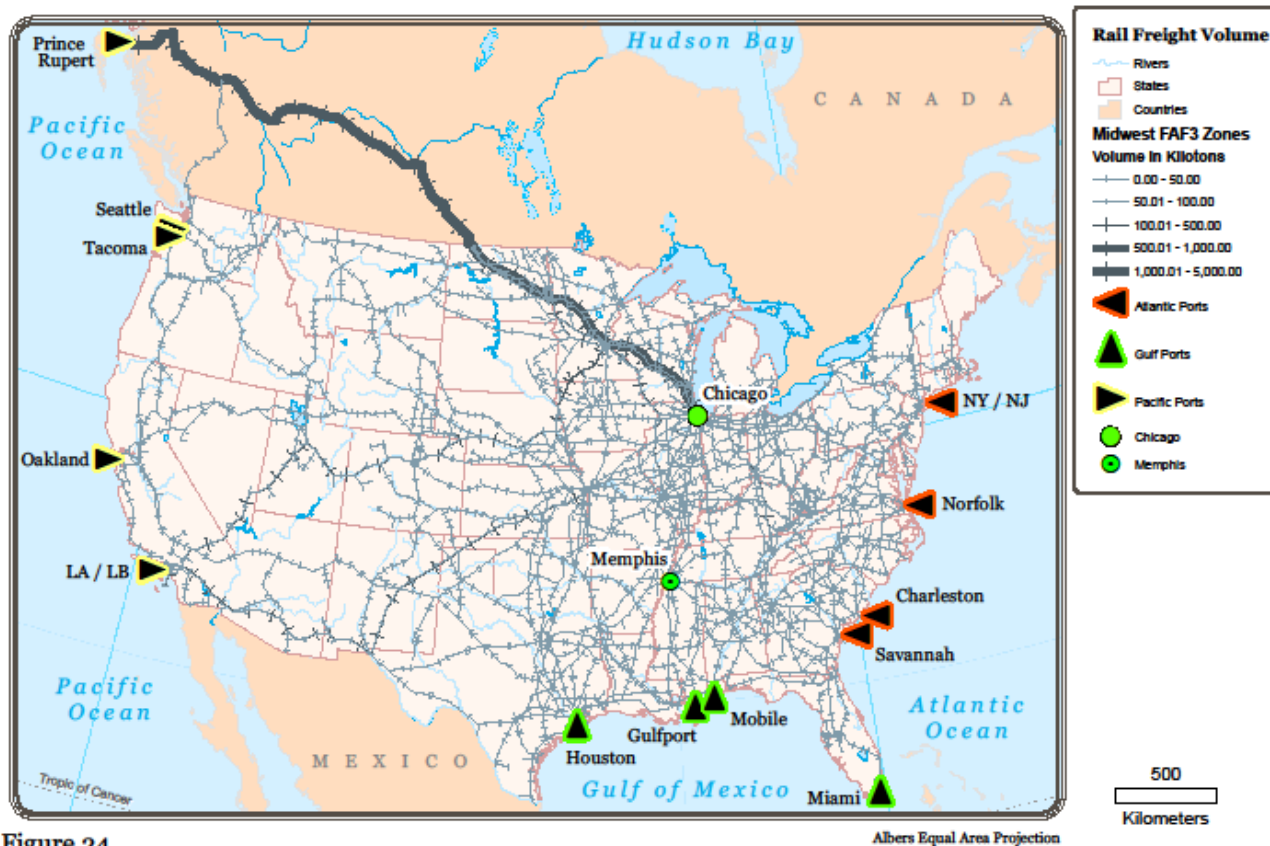 Prince
Rupert
Hudson Bay
CANADA
Pacific
Ocean
Seattle
Tacoma
Chicago
NY / NJ
Oakland
Norfolk
LA / LB
Memphis
Charleston
Savannah
Pacific
Ocean
Atlantic
Ocean
Mobile
Gulfport
Houston
MEXICO
Gulf of Mexico
Miami
Tropic of Cancer
Rail Freight Volume
Rivers
States
Countries
Midwest FAF3 Zones
Volume in Kilotons
0.00 - 50.00
50.01 - 100.00
100.01 - 500.00
500.01 - 1,000.00
1,000.01 - 5,000.00
Atlantic Ports
Gulf Ports
Pacific Ports
Chicago
Memphis
500
Kilometers
Figure 24
Albers Equal Area Projection